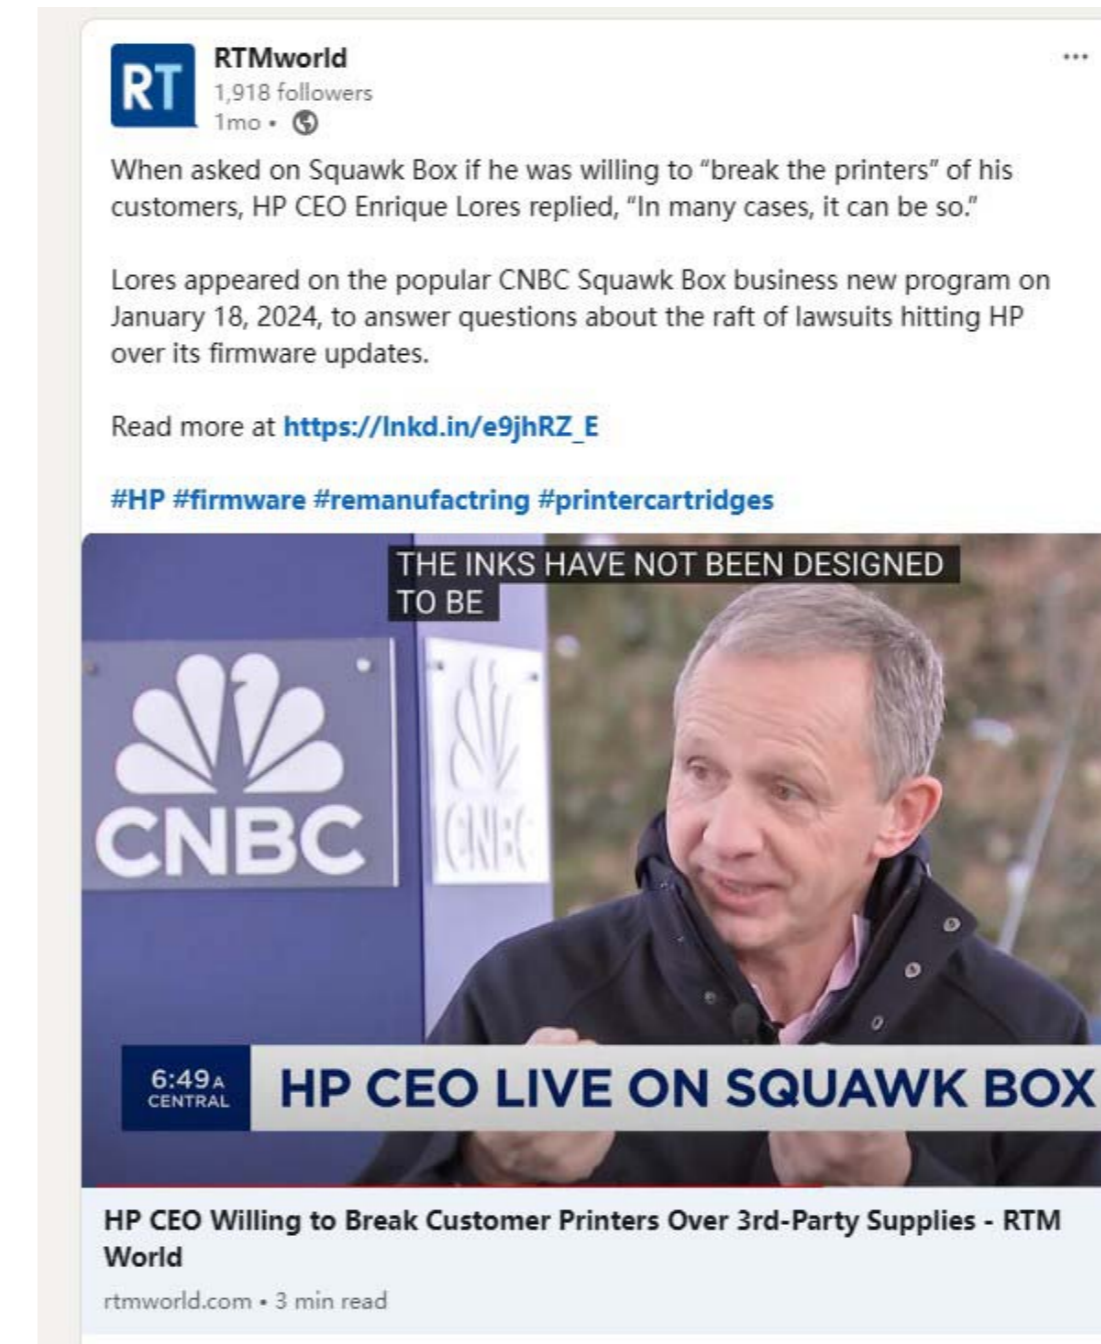 RT
RTMworld
1,918 followers
1mo •
When asked on Squawk Box if he was willing to “break the printers” of his
customers, HP CEO Enrique Lores replied, “In many cases, it can be so.”
Lores appeared on the popular CNBC Squawk Box business new program on
January 18, 2024, to answer questions about the raft of lawsuits hitting HP
over its firmware updates.
Read more at https://lnkd.in/e9jhRZ_E
#HP #firmware #remanufactring #printercartridges
THE INKS HAVE NOT BEEN DESIGNED
TO BE
CNBC
CNBC
6:49A
CENTRAL
HP CEO LIVE ON SQUAWK BOX
HP CEO Willing to Break Customer Printers Over 3rd-Party Supplies - RTM
World
rtmworld.com • 3 min read